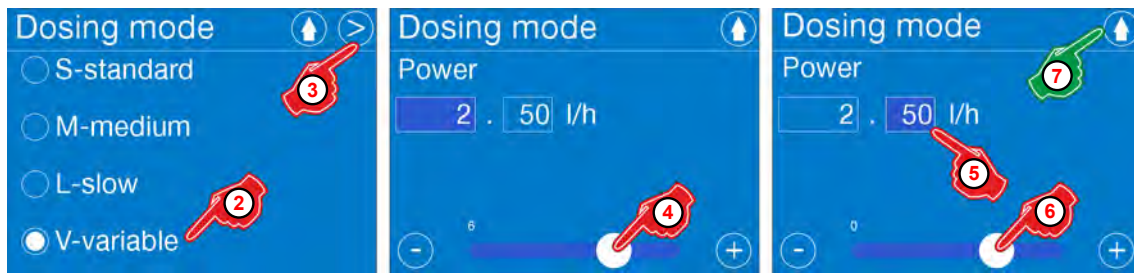 Dosing mode >
S-standard
M-medium
L-slow
V-variable
3
2
Dosing mode
Power
2 . 50 l/h
6
- +
4
Dosing mode
Power
2 . 50 l/h
0
- +
7
5
6